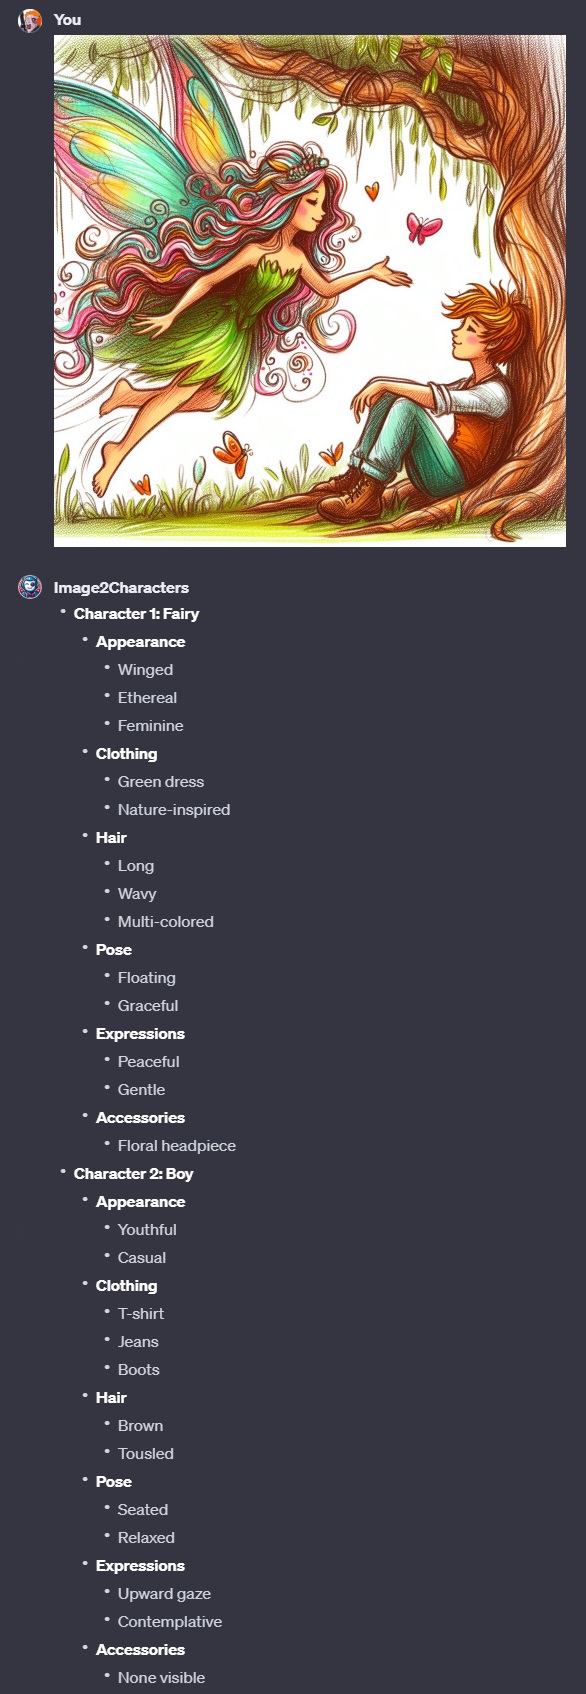 You
Image2Characters
• Character 1: Fairy
• Appearance
• Winged
• Ethereal
• Feminine
• Clothing
• Green dress
• Nature-inspired
• Hair
• Long
• Wavy
• Multi-colored
• Pose
• Floating
• Graceful
• Expressions
• Peaceful
• Gentle
• Accessories
• Floral headpiece
• Character 2: Boy
• Appearance
• Youthful
• Casual
• Clothing
• T-shirt
• Jeans
• Boots
• Hair
• Brown
• Tousled
• Pose
• Seated
• Relaxed
• Expressions
• Upward gaze
• Contemplative
• Accessories
• None visible